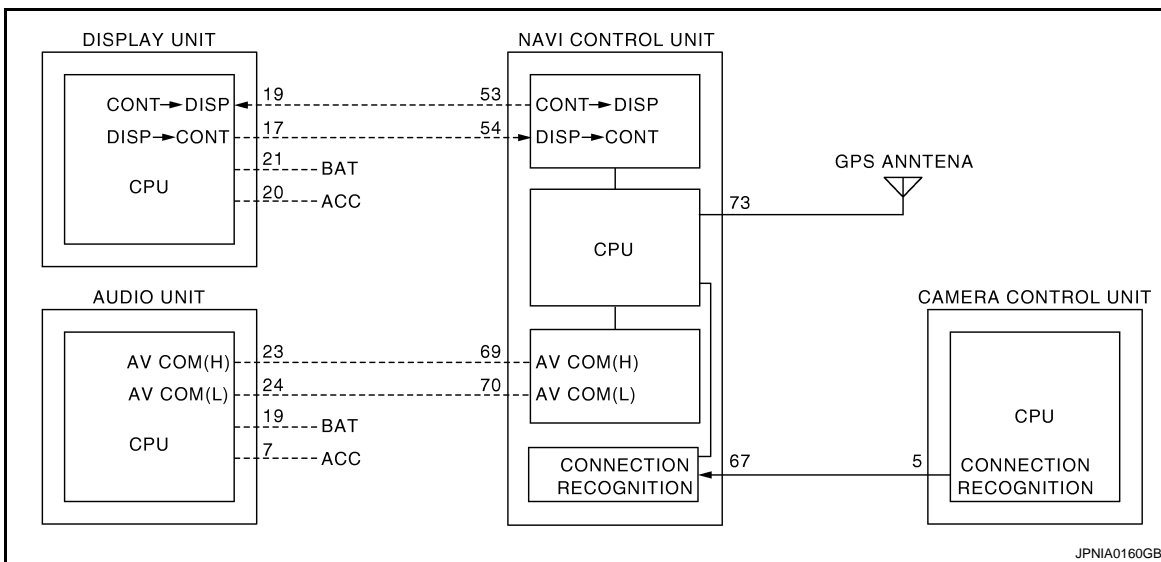 DISPLAY UNIT
NAVI CONTROL UNIT
CONT→DISP
19
53
CONT→DISP
DISP→CONT
17
54
DISP→CONT
21
BAT
CPU
20
ACC
GPS ANNTENA
73
CPU
AUDIO UNIT
CAMERA CONTROL UNIT
AV COM(H)
23
69
AV COM(H)
AV COM(L)
24
70
AV COM(L)
19
BAT
CPU
7
ACC
CPU
CONNECTION
RECOGNITION
67
5
CONNECTION
RECOGNITION
JPNIA0160GB